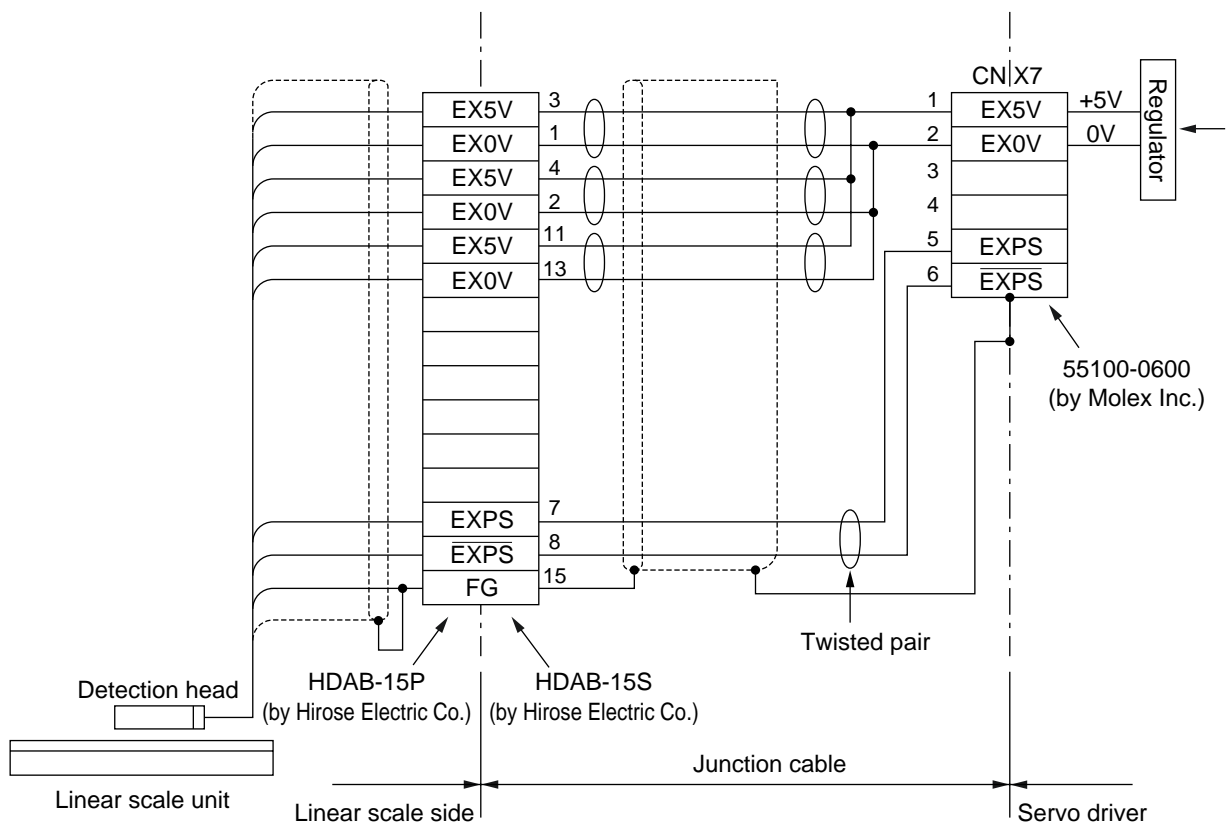 CN X7
EX5V 3 1 EX5V +5V
EX0V 1 2 EX0V 0V
EX5V 4 3
EX0V 2 4
EX5V 11 5 EXPS
EX0V 13 6 EXPS
Regulator
55100-0600
(by Molex Inc.)
EXPS 7
EXPS 8
FG 15
Twisted pair
HDAB-15P
(by Hirose Electric Co.)
HDAB-15S
(by Hirose Electric Co.)
Detection head
Linear scale unit
Junction cable
Linear scale side
Servo driver